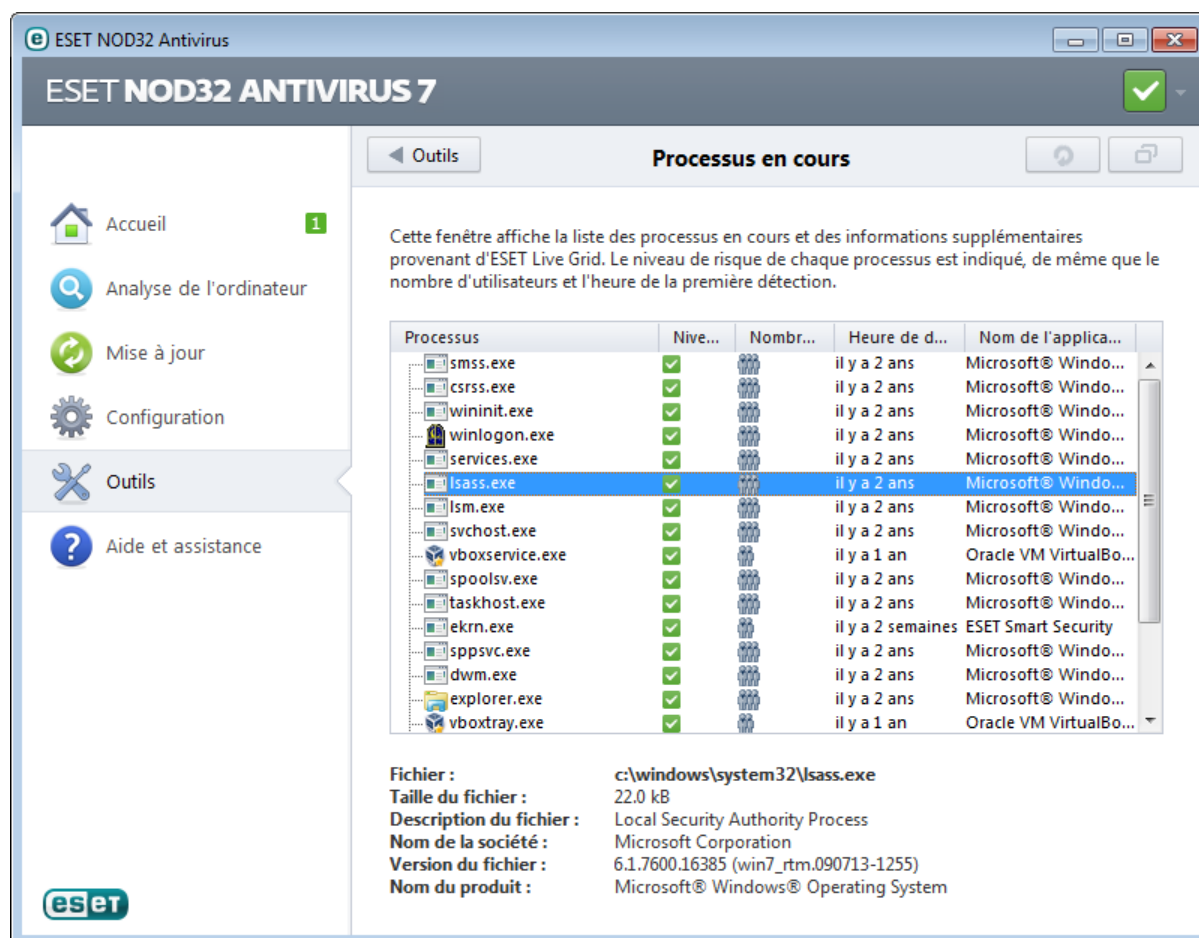 ESET NOD32 Antivirus
ESET NOD32 ANTIVIRUS 7
Outils
Processus en cours
Accueil 1
Analyse de l'ordinateur
Mise à jour
Configuration
Outils
Aide et assistance
Cette fenêtre affiche la liste des processus en cours et des informations supplémentaires
provenant d'ESET Live Grid. Le niveau de risque de chaque processus est indiqué, de même que le
nombre d'utilisateurs et l'heure de la première détection.
Processus Nive... Nombr... Heure de d... Nom de l'applica...
smss.exe il y a 2 ans Microsoft® Windo...
csrss.exe il y a 2 ans Microsoft® Windo...
wininit.exe il y a 2 ans Microsoft® Windo...
winlogon.exe il y a 2 ans Microsoft® Windo...
services.exe il y a 2 ans Microsoft® Windo...
lsass.exe il y a 2 ans Microsoft® Windo...
lsm.exe il y a 2 ans Microsoft® Windo...
svchost.exe il y a 2 ans Microsoft® Windo...
vboxservice.exe il y a 1 an Oracle VM VirtualBo...
spoolsv.exe il y a 2 ans Microsoft® Windo...
taskhost.exe il y a 2 ans Microsoft® Windo...
ekrn.exe il y a 2 semaines ESET Smart Security
sppsvc.exe il y a 2 ans Microsoft® Windo...
dwm.exe il y a 2 ans Microsoft® Windo...
explorer.exe il y a 2 ans Microsoft® Windo...
vboxtray.exe il y a 1 an Oracle VM VirtualBo...
Fichier : c:\windows\system32\lsass.exe
Taille du fichier : 22.0 kB
Description du fichier : Local Security Authority Process
Nom de la société : Microsoft Corporation
Version du fichier : 6.1.7600.16385 (win7_rtm.090713-1255)
Nom du produit : Microsoft® Windows® Operating System
eset